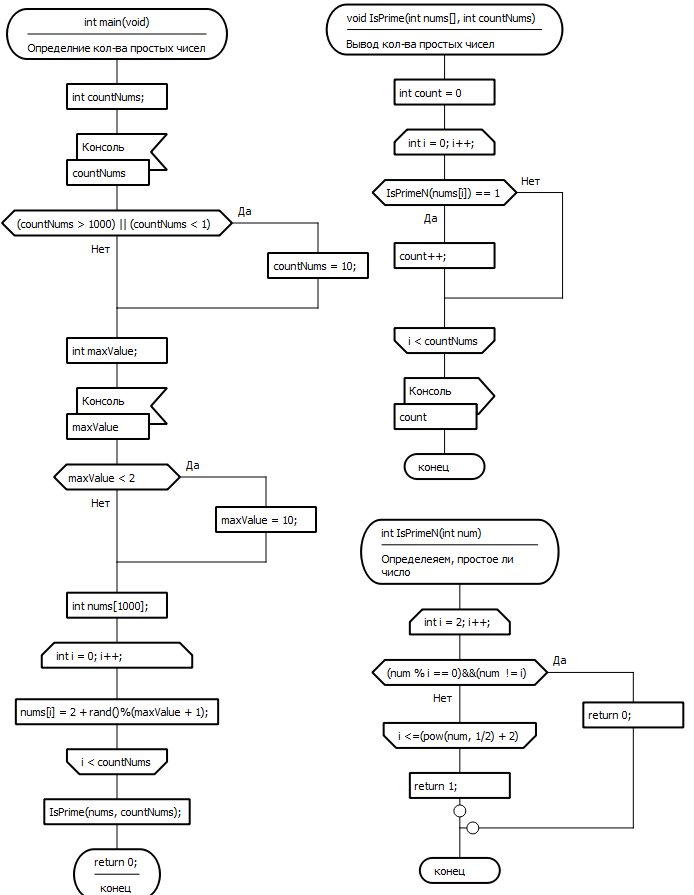 int main(void)
Определние кол-ва простых чисел
int countNums;
Консоль
countNums
(countNums > 1000) || (countNums < 1)
Да
Нет
countNums = 10;
int maxValue;
Консоль
maxValue
maxValue < 2
Да
Нет
maxValue = 10;
int nums[1000];
int i = 0; i++;
nums[i] = 2 + rand()%(maxValue + 1);
i < countNums
IsPrime(nums, countNums);
return 0;
конец
void IsPrime(int nums[], int countNums)
Вывод кол-ва простых чисел
int count = 0
int i = 0; i++;
IsPrimeN(nums[i]) == 1
Нет
Да
count++;
i < countNums
Консоль
count
конец
int IsPrimeN(int num)
Определеяем, простое ли
число
int i = 2; i++;
(num % i == 0)&&(num != i)
Да
Нет
return 0;
i <=(pow(num, 1/2) + 2)
return 1;
конец